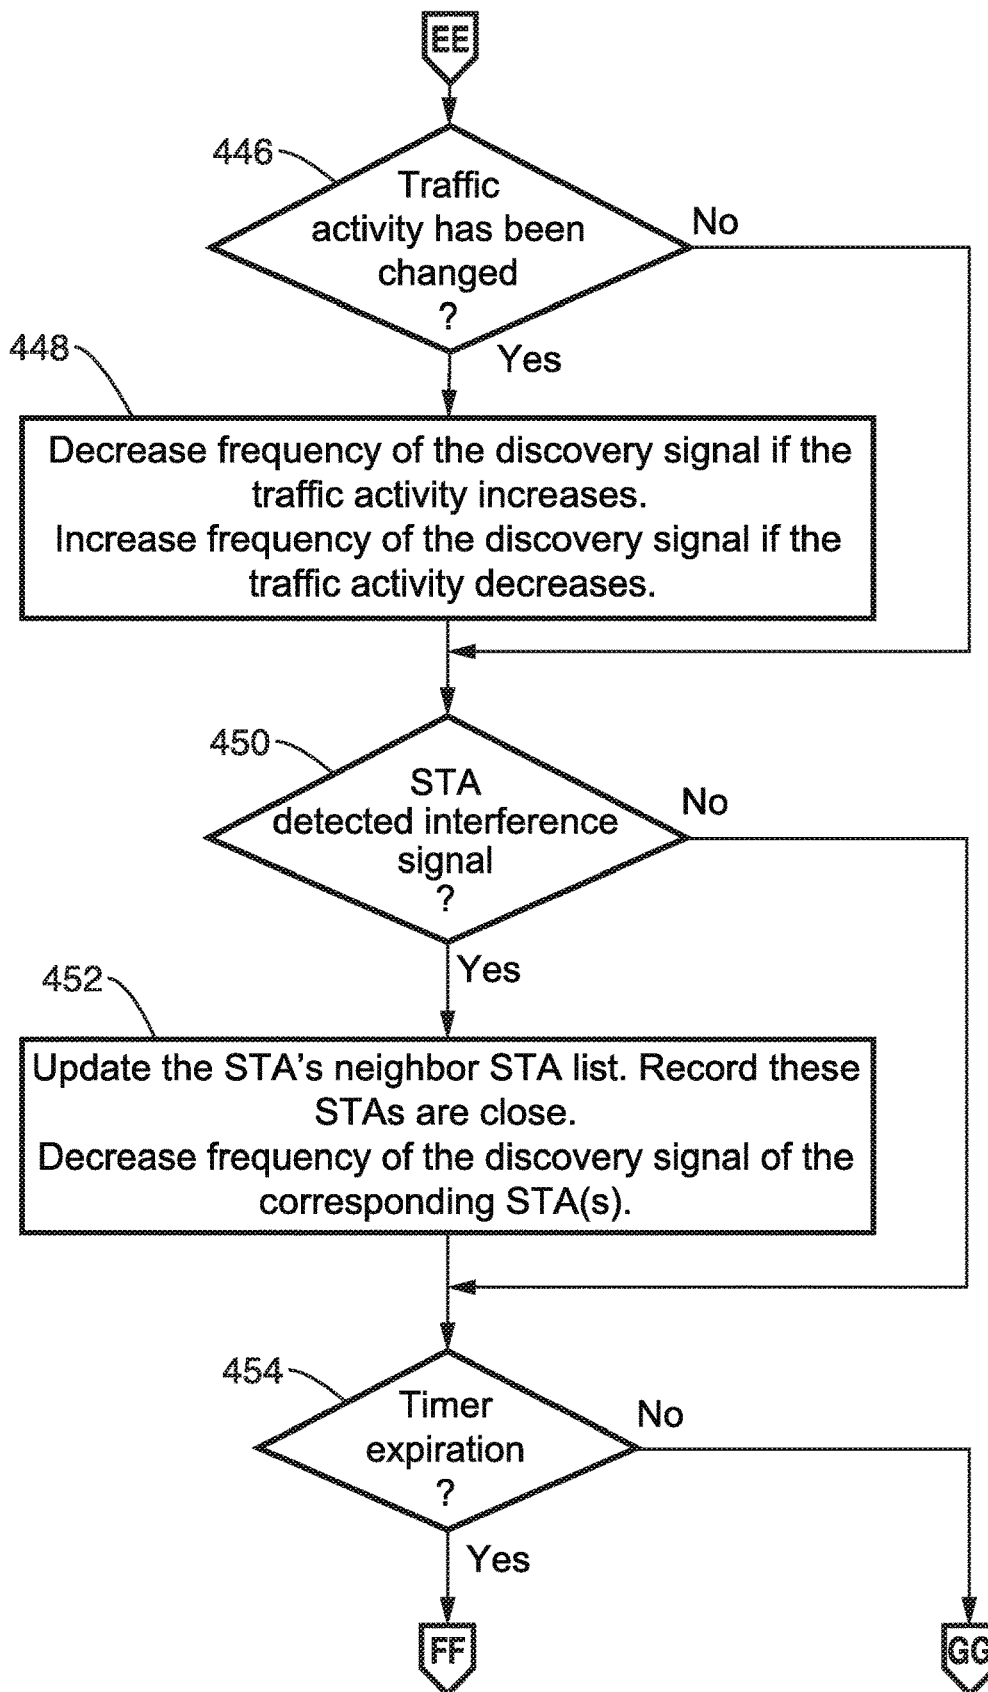 EE
446
Traffic
activity has been
changed
?
No
Yes
448
Decrease frequency of the discovery signal if the
traffic activity increases.
Increase frequency of the discovery signal if the
traffic activity decreases.
450
STA
detected interference
signal
?
No
Yes
452
Update the STA's neighbor STA list. Record these
STAs are close.
Decrease frequency of the discovery signal of the
corresponding STA(s).
454
Timer
expiration
?
No
Yes
FF
GG